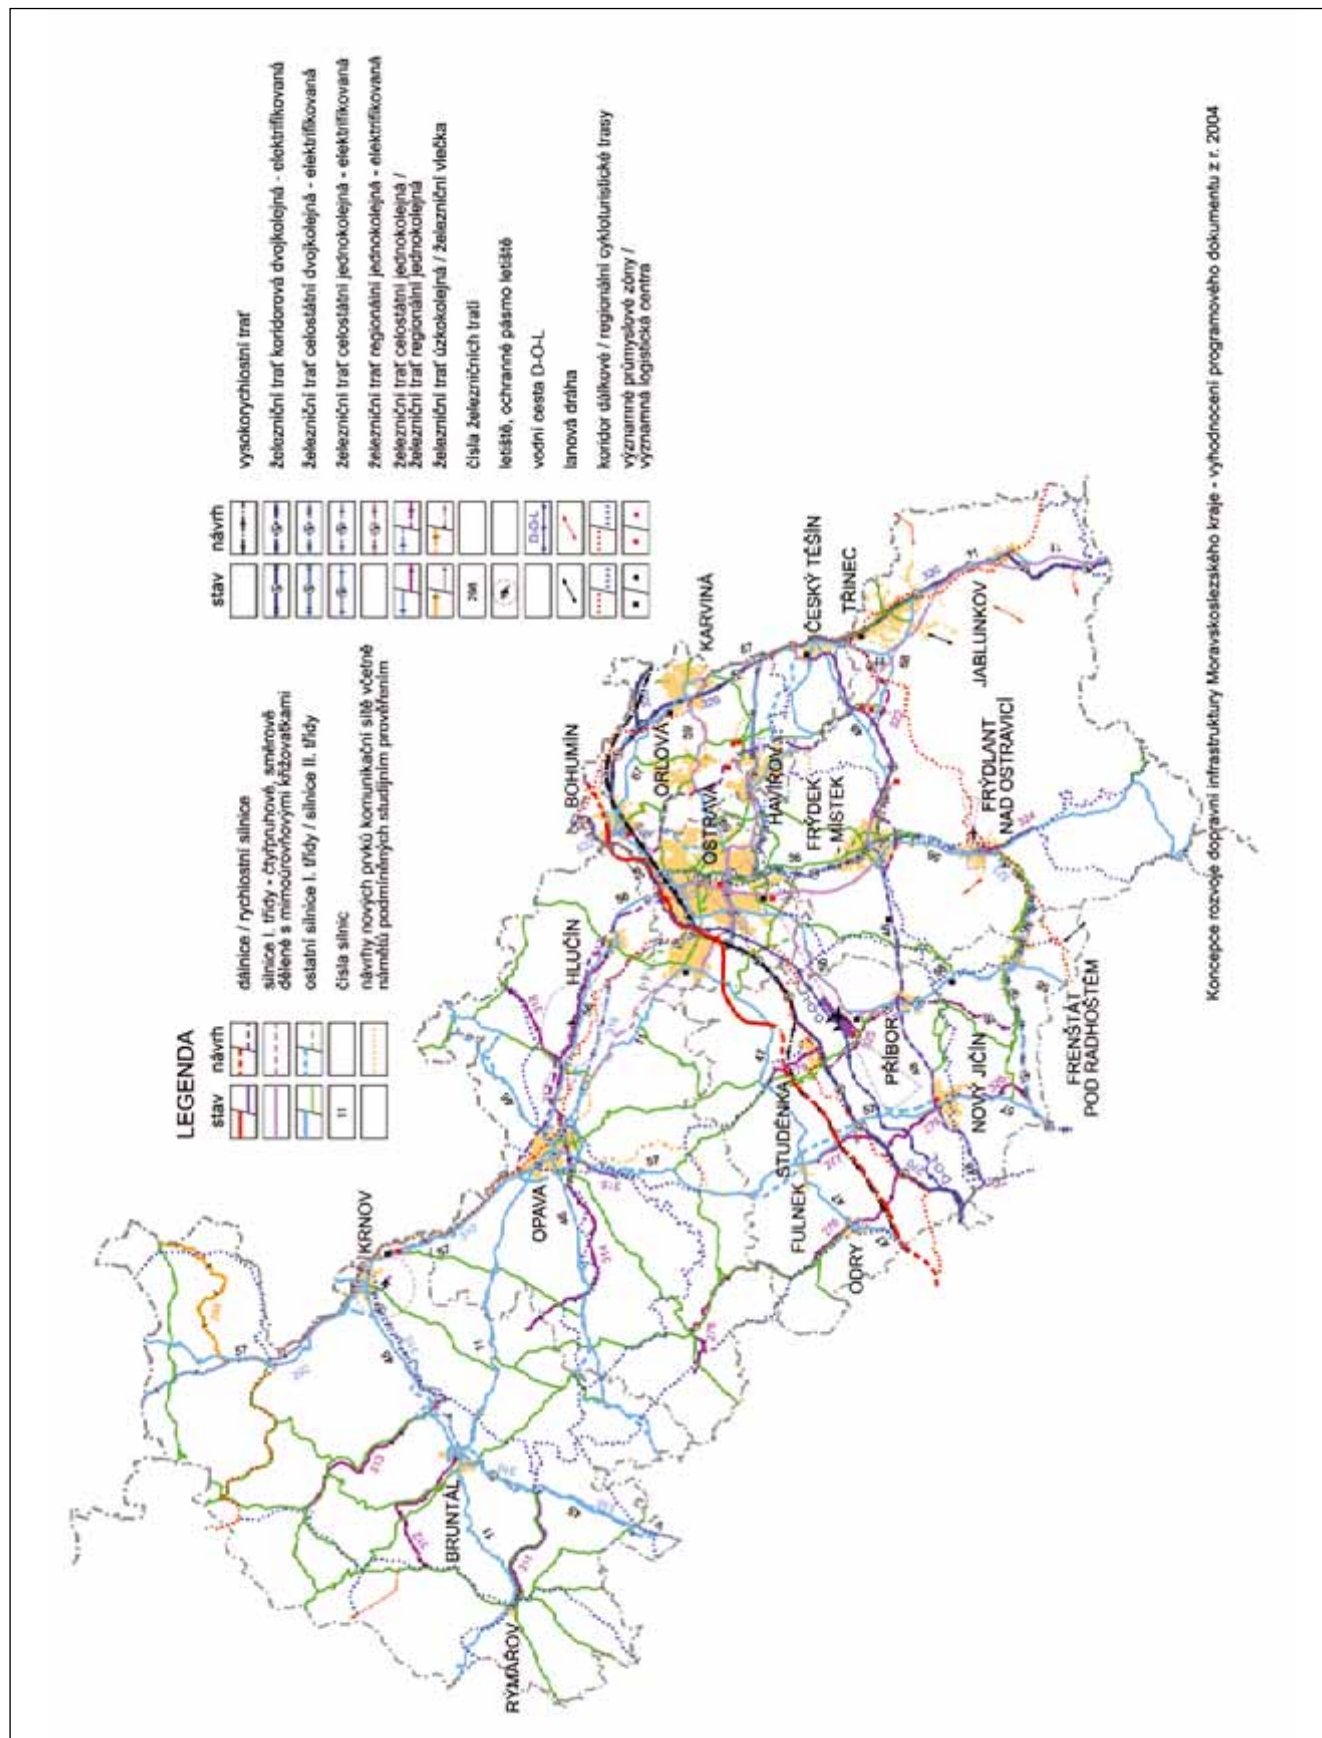 LEGENDA
stav návrh
dálnice / rychlostní silnice
silnice I. třídy - čtyřpruhové, směrově
dělené s mimoúrovňovými křižovatkami
ostatní silnice I. třídy / silnice II. třídy
11
čísla silnic
návrhy nových prvků komunikační sítě včetně
námětů podmíněných studijním prověřením
stav návrh
vysokorychlostní trať
železniční trať koridorová dvojkolejná - elektrifikovaná
železniční trať celostátní dvojkolejná - elektrifikovaná
železniční trať celostátní jednokolejná - elektrifikovaná
železniční trať regionální jednokolejná - elektrifikovaná
železniční trať celostátní jednokolejná /
železniční trať regionální jednokolejná
železniční trať úzkokolejná / železniční vlečka
298
čísla železničních tratí
letiště, ochranné pásmo letiště
D-O-L
vodní cesta D-O-L
lanová dráha
koridor dálkové / regionální cykloturistické trasy
významné průmyslové zóny /
významná logistická centra
KRNOV
OPAVA
HLUČÍN
BOHUMÍN
KARVINÁ
ORLOVÁ
OSTRAVA
HAVÍŘOV
ČESKÝ TĚŠÍN
TŘINEC
FRÝDEK
- MÍSTEK
JABLUNKOV
FRÝDLANT
NAD OSTRAVICÍ
BRUNTÁL
RÝMAŘOV
FULNEK
STUDÉNKA
PŘÍBOR
ODRY
NOVÝ JIČÍN
FRENŠTÁT
POD RADHOŠTĚM
Koncepce rozvoje dopravní infrastruktury Moravskoslezského kraje - vyhodnocení programového dokumentu z r. 2004